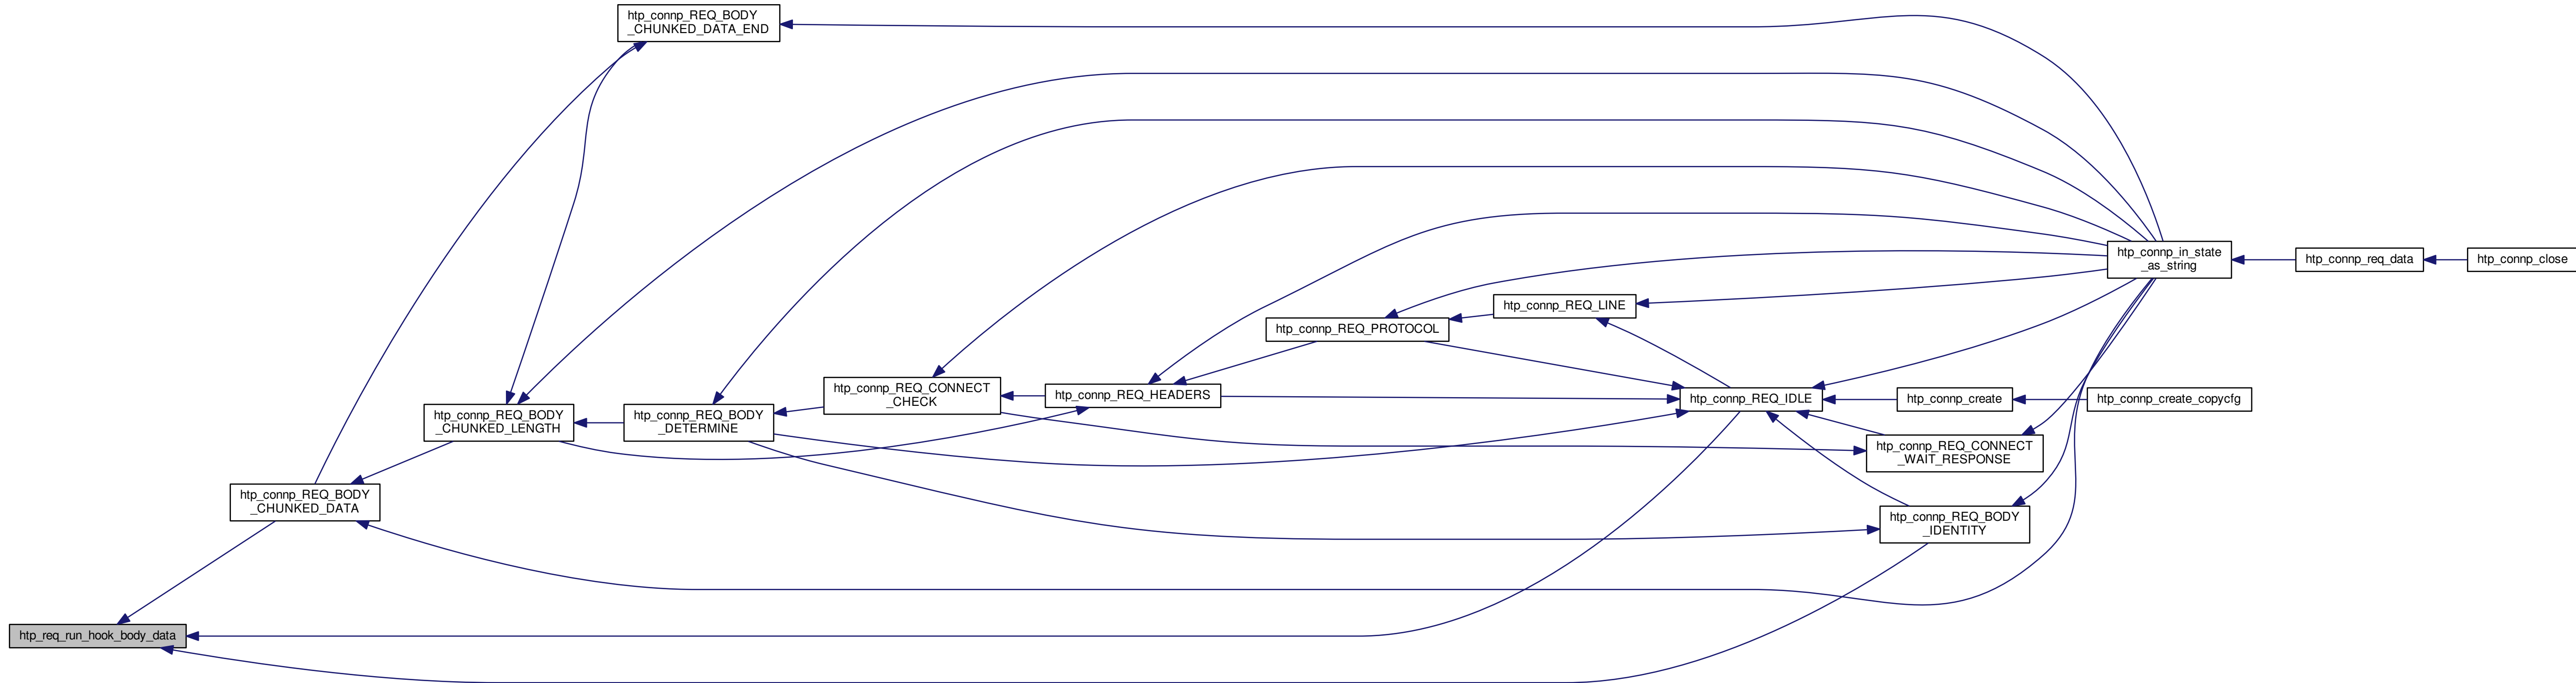 htp_connp_REQ_BODY
_CHUNKED_DATA_END
htp_connp_in_state
_as_string
htp_connp_req_data
htp_connp_close
htp_connp_REQ_LINE
htp_connp_REQ_PROTOCOL
htp_connp_REQ_CONNECT
_CHECK
htp_connp_REQ_HEADERS
htp_connp_REQ_IDLE
htp_connp_create
htp_connp_create_copycfg
htp_connp_REQ_BODY
_CHUNKED_LENGTH
htp_connp_REQ_BODY
_DETERMINE
htp_connp_REQ_CONNECT
_WAIT_RESPONSE
htp_connp_REQ_BODY
_CHUNKED_DATA
htp_connp_REQ_BODY
_IDENTITY
htp_req_run_hook_body_data